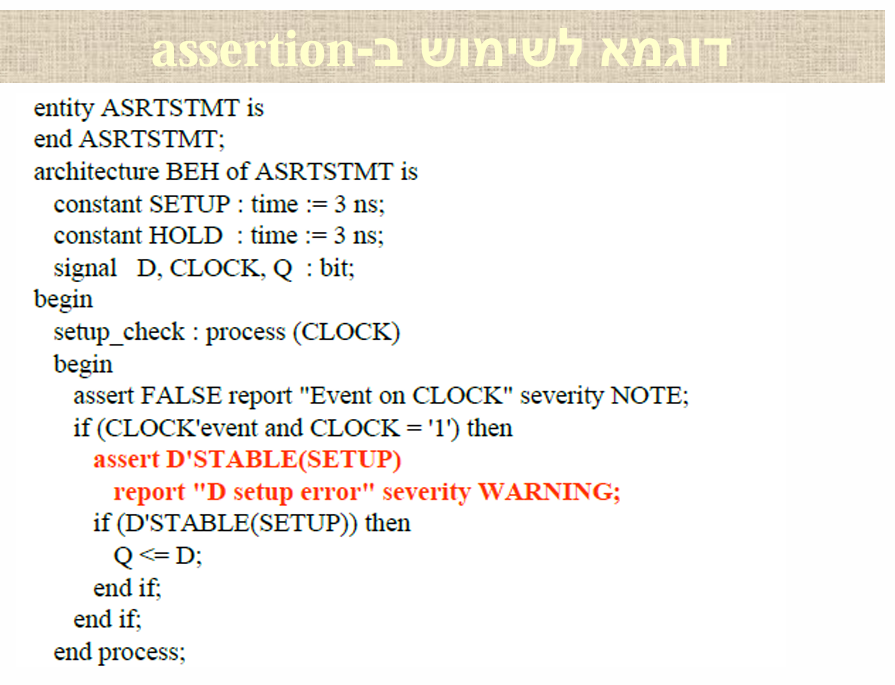 דוגמא לשימוש ב-assertion
entity ASRTSTMT is
end ASRTSTMT;
architecture BEH of ASRTSTMT is
constant SETUP : time := 3 ns;
constant HOLD : time := 3 ns;
signal D, CLOCK, Q : bit;
begin
setup_check : process (CLOCK)
begin
assert FALSE report "Event on CLOCK" severity NOTE;
if (CLOCK'event and CLOCK = '1') then
assert D'STABLE(SETUP)
report "D setup error" severity WARNING;
if (D'STABLE(SETUP)) then
Q <= D;
end if;
end if;
end process;